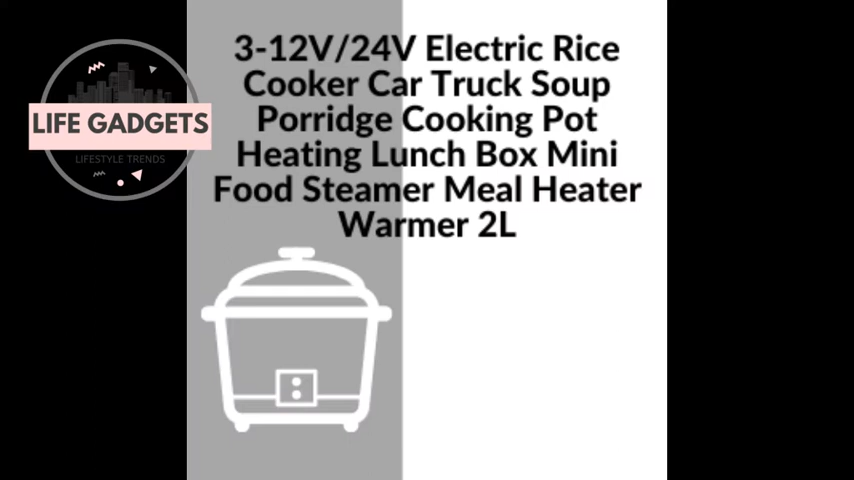 3-12V/24V Electric Rice
Cooker Car Truck Soup
Porridge Cooking Pot
Heating Lunch Box Mini
Food Steamer Meal Heater
Warmer 2L
LIFE GADGETS
LIFESTYLE TRENDS